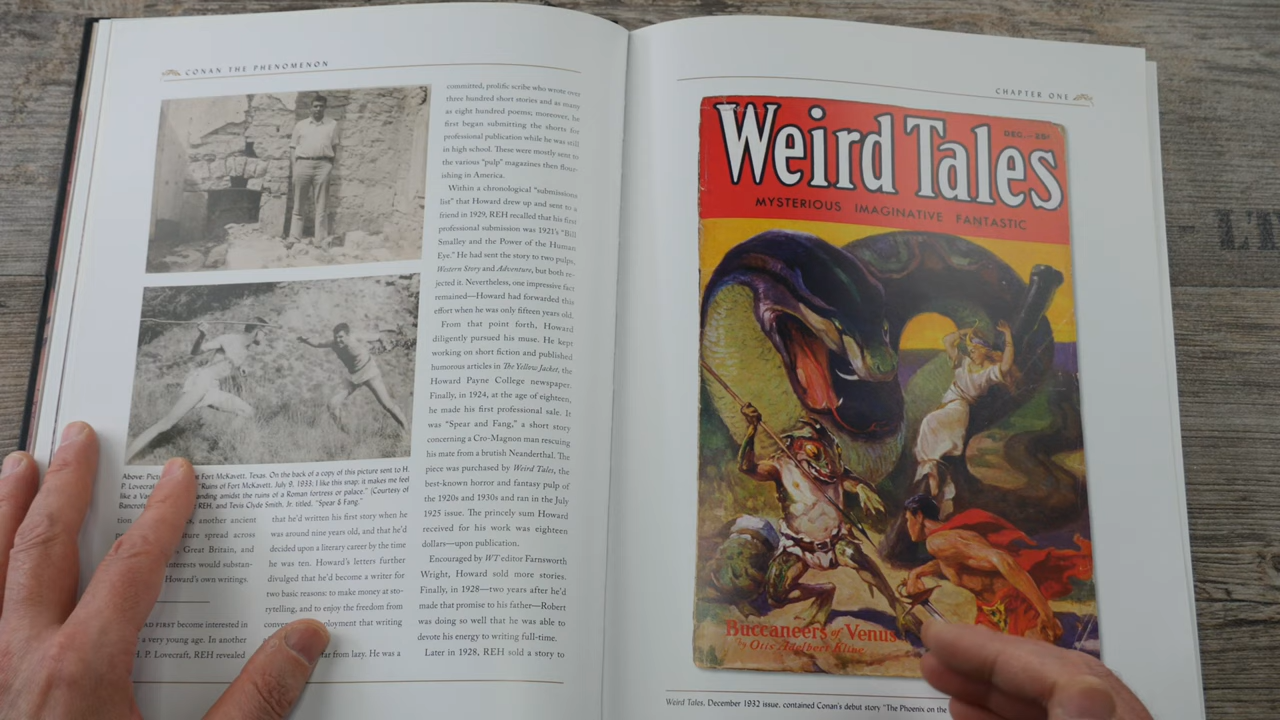 CONAN THE PHENOMENON
Above: Pict
t Fort McKavett, Texas. On the back of a copy of this picture sent to H.
P. Lovecraf
"Ruins of Fort McKavett, July 9, 1933. I like this snap, it makes me feel
like a Van
anding amidst the ruins of a Roman fortress or palace." (Courtesy of
Bancrof
REH, and Tevis Clyde Smith, Jr. titled, "Spear & Fang."
tion
s, another ancient
ture spread across
, Great Britain, and
nterests would substan-
Howard's own writings.
AD FIRST become interested in
a very young age. In another
H. P. Lovecraft, REH revealed
that he'd written his first story when he
was around nine years old, and that he'd
decided upon a literary career by the time
he was ten. Howard's letters further
divulged that he'd become a writer for
two basic reasons: to make money at sto-
rytelling, and to enjoy the freedom from
conven
ployment that writing
far from lazy. He was a
committed, prolific scribe who wrote over
three hundred short stories and as many
as eight hundred poems; moreover, he
first began submitting the shorts for
professional publication while he was still
in high school. These were mostly sent to
the various "pulp" magazines then flour-
ishing in America.
Within a chronological "submissions
list" that Howard drew up and sent to a
friend in 1929, REH recalled that his first
professional submission was 1921's "Bill
Smalley and the Power of the Human
Eye." He had sent the story to two pulps,
Western Story and Adventure, but both re-
jected it. Nevertheless, one impressive fact
remained—Howard had forwarded this
effort when he was only fifteen years old.
From that point forth, Howard
diligently pursued his muse. He kept
working on short fiction and published
humorous articles in The Yellow Jacket, the
Howard Payne College newspaper.
Finally, in 1924, at the age of eighteen,
he made his first professional sale. It
was "Spear and Fang," a short story
concerning a Cro-Magnon man rescuing
his mate from a brutish Neanderthal. The
piece was purchased by Weird Tales, the
best-known horror and fantasy pulp of
the 1920s and 1930s and ran in the July
1925 issue. The princely sum Howard
received for his work was eighteen
dollars—upon publication.
Encouraged by WT editor Farnsworth
Wright, Howard sold more stories.
Finally, in 1928—two years after he'd
made that promise to his father—Robert
was doing so well that he was able to
devote his energy to writing full-time.
Later in 1928, REH sold a story to
CHAPTER ONE
Weird Tales
DEC. - 25¢
MYSTERIOUS IMAGINATIVE FANTASTIC
Buccaneers of Venus
by Otis Adelbert Kline
Weird Tales, December 1932 issue, contained Conan's debut story "The Phoenix on the